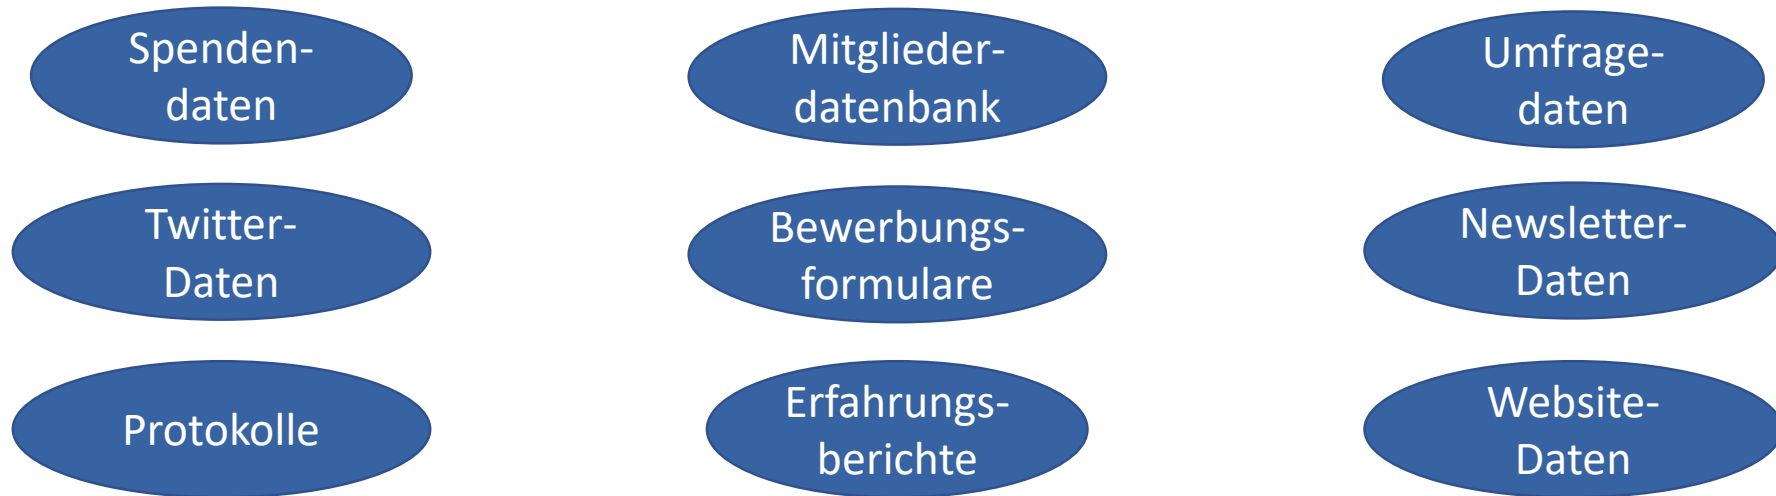 Spenden-
daten
Mitglieder-
datenbank
Umfrage-
daten
Twitter-
Daten
Bewerbungs-
formulare
Newsletter-
Daten
Protokolle
Erfahrungs-
berichte
Website-
Daten